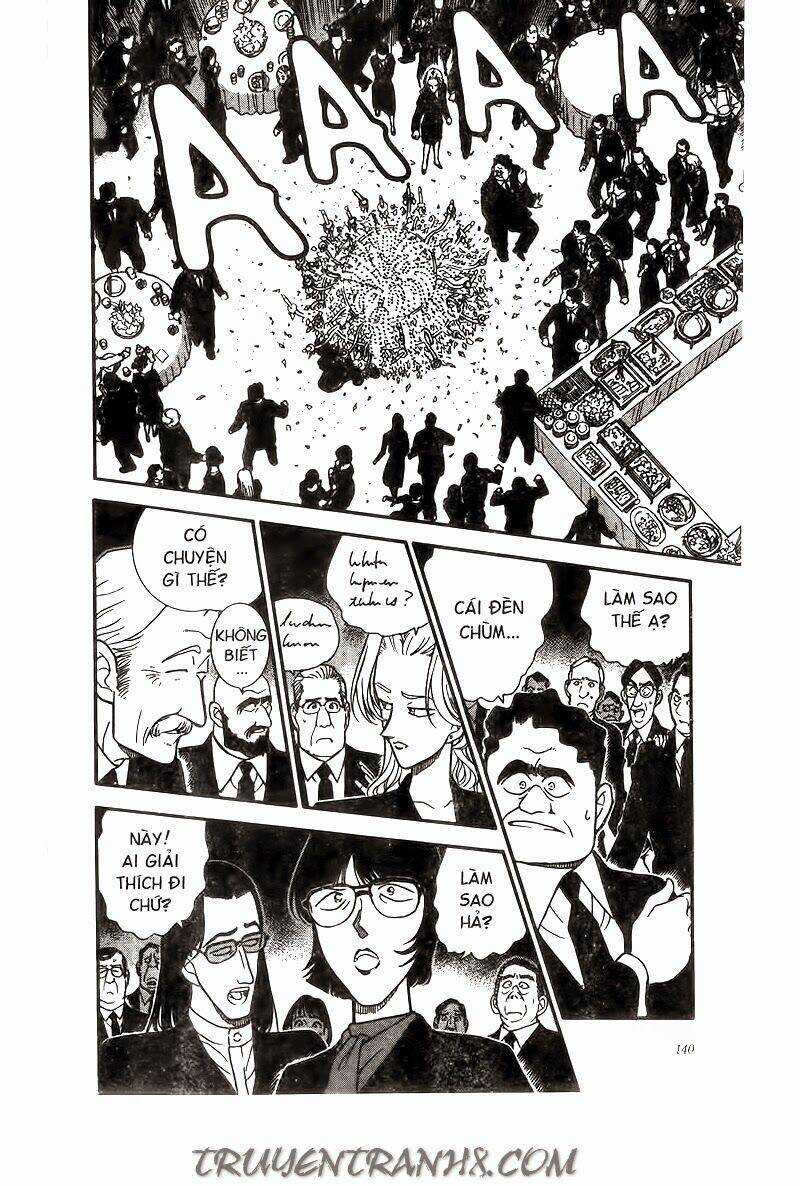 A A A A
CÓ
CHUYỆN
GÌ THẾ?
KHÔNG
BIẾT
...
CÁI ĐÈN
CHÙM...
LÀM SAO
THẾ Ạ?
NÀY!
AI GIẢI
THÍCH ĐI
CHỨ?
LÀM
SAO
HẢ?
140
TRUYENTRANH8.COM